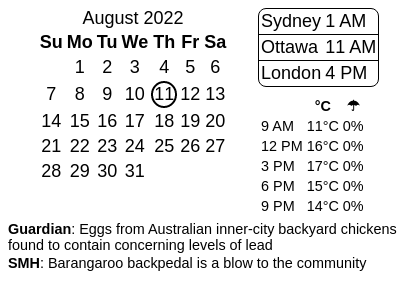 August 2022
Su Mo Tu We Th Fr Sa
1 2 3 4 5 6
7 8 9 10 11 12 13
14 15 16 17 18 19 20
21 22 23 24 25 26 27
28 29 30 31
Sydney 1 AM
Ottawa 11 AM
London 4 PM
°C ☂
9 AM 11°C 0%
12 PM 16°C 0%
3 PM 17°C 0%
6 PM 15°C 0%
9 PM 14°C 0%
Guardian: Eggs from Australian inner-city backyard chickens
found to contain concerning levels of lead
SMH: Barangaroo backpedal is a blow to the community